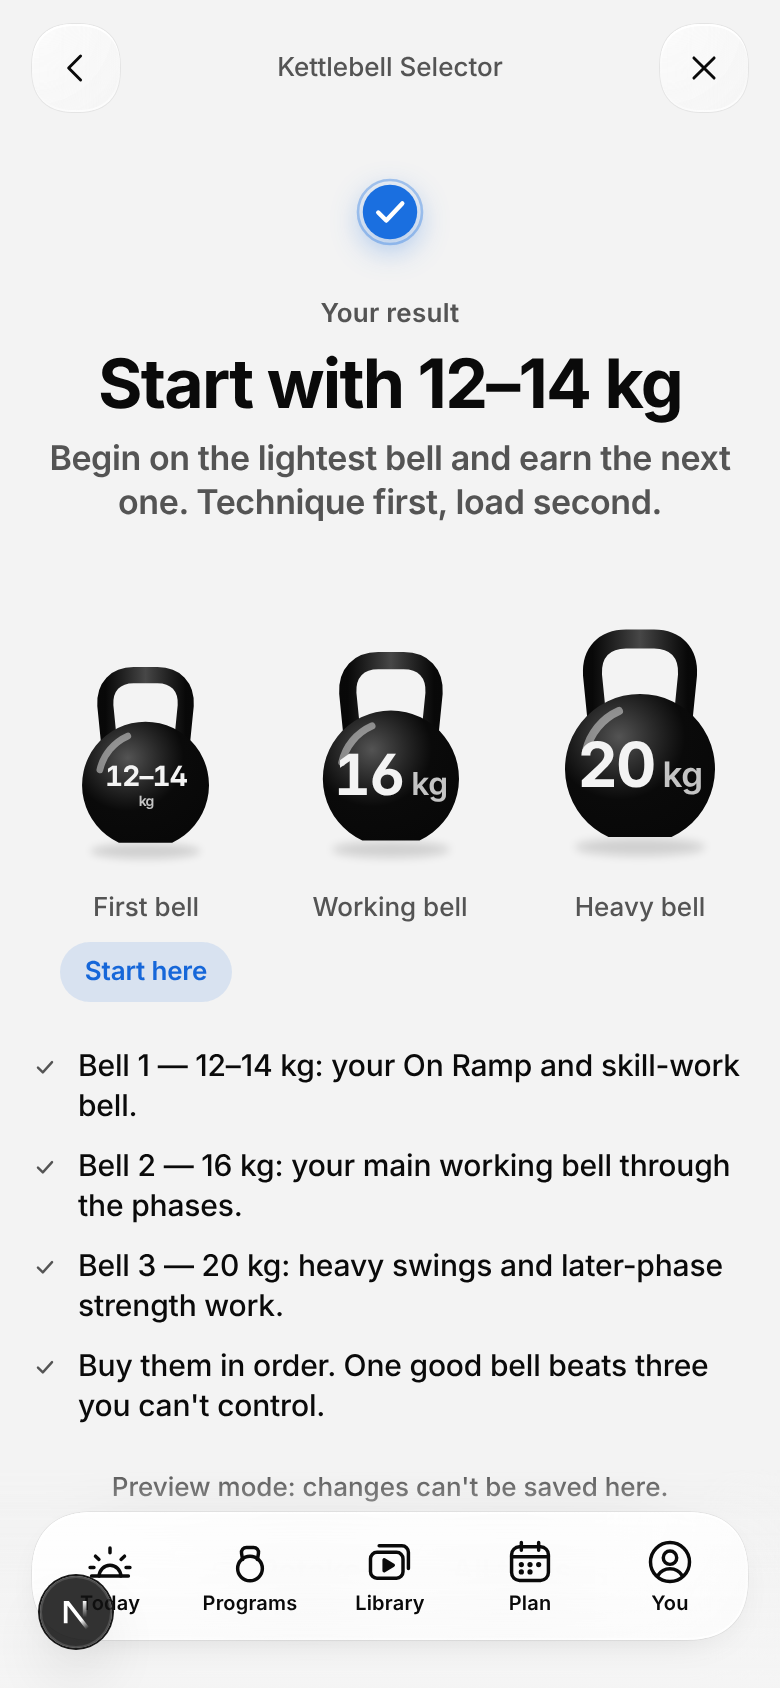 Kettlebell Selector
Your result
Start with 12–14 kg
Begin on the lightest bell and earn the next
one. Technique first, load second.
12–14
kg
16 kg
20 kg
First bell
Working bell
Heavy bell
Start here
Bell 1 — 12–14 kg: your On Ramp and skill-work
bell.
Bell 2 — 16 kg: your main working bell through
the phases.
Bell 3 — 20 kg: heavy swings and later-phase
strength work.
Buy them in order. One good bell beats three
you can't control.
Preview mode: changes can't be saved here.
Today
Programs
Library
Plan
You
N